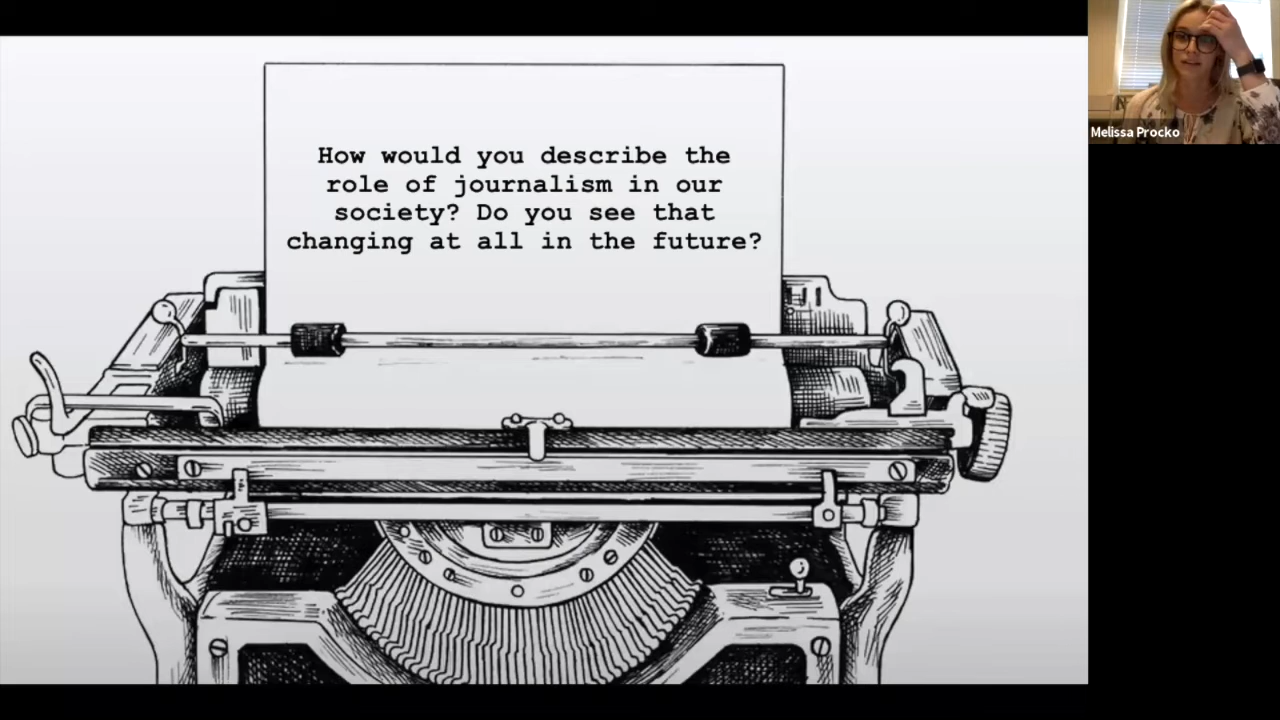 How would you describe the
role of journalism in our
society? Do you see that
changing at all in the future?
Melissa Procko